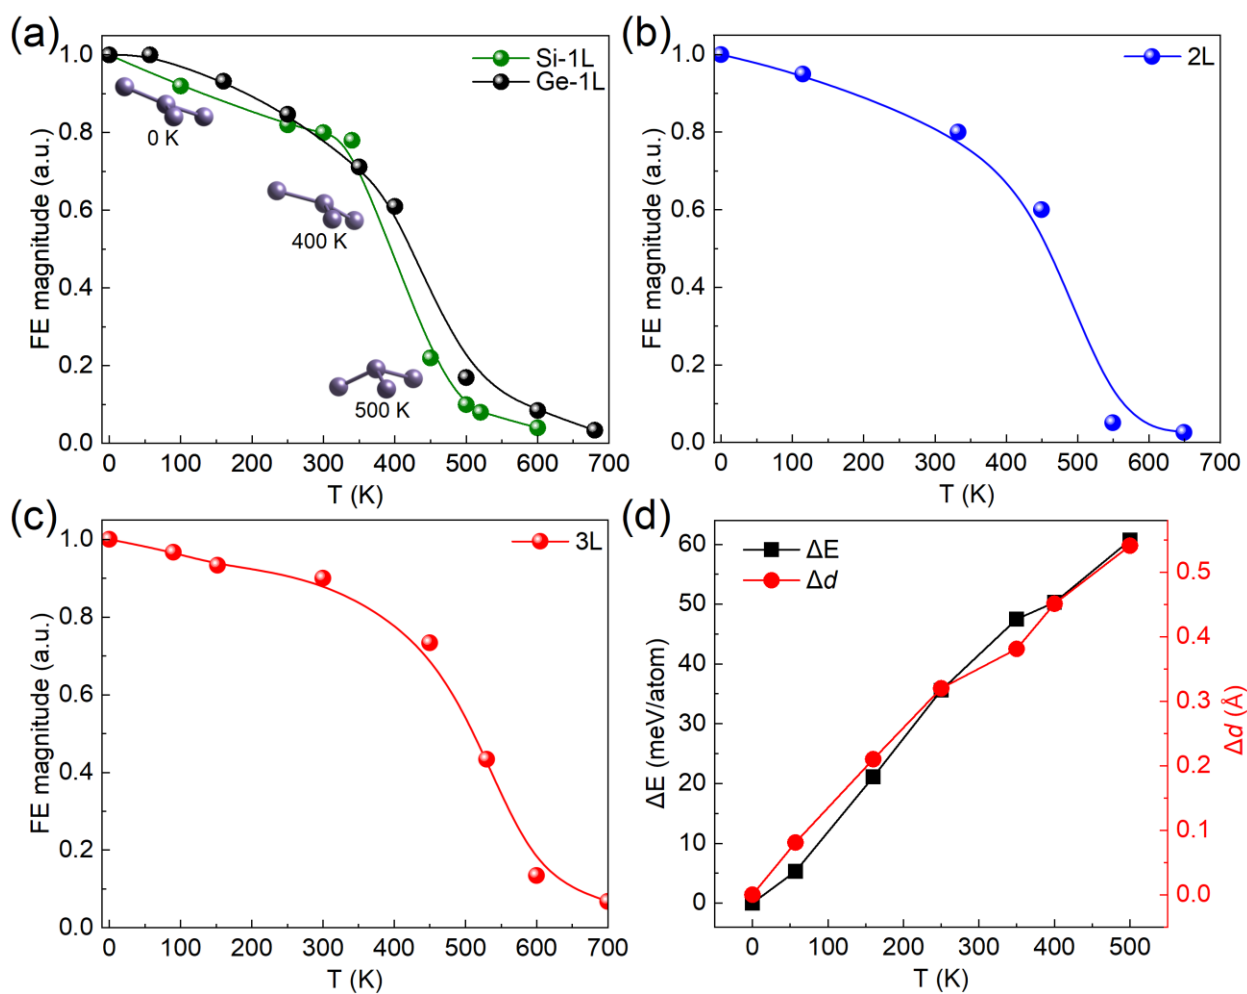 (a)
1.0
0.8
0.6
0.4
0.2
0.0
FE magnitude (a.u.)
Si-1L
Ge-1L
0 K
400 K
500 K
0 100 200 300 400 500 600 700
T (K)
(b)
1.0
0.8
0.6
0.4
0.2
0.0
FE magnitude (a.u.)
2L
0 100 200 300 400 500 600 700
T (K)
(c)
1.0
0.8
0.6
0.4
0.2
0.0
FE magnitude (a.u.)
3L
0 100 200 300 400 500 600 700
T (K)
(d)
60
50
40
30
20
10
0
ΔE (meV/atom)
ΔE
Δd
0.5
0.4
0.3
0.2
0.1
0.0
Δd (Å)
0 100 200 300 400 500
T (K)